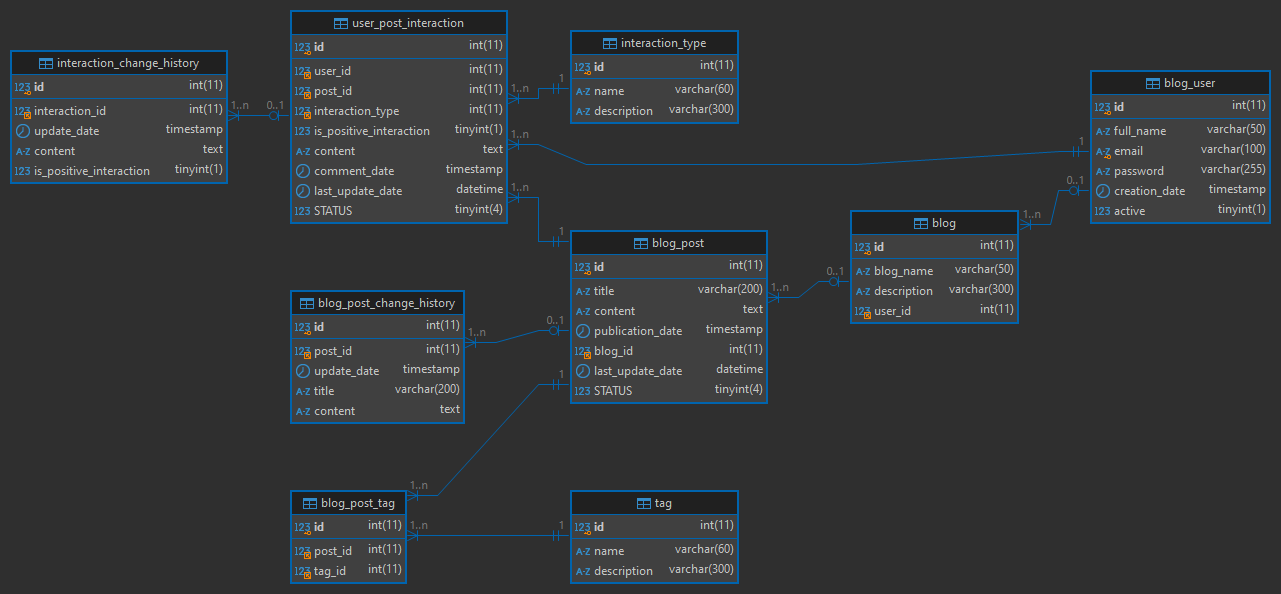 user_post_interaction
123 id int(11)
123 user_id int(11)
123 post_id int(11)
123 interaction_type int(11)
123 is_positive_interaction tinyint(1)
A-Z content text
comment_date timestamp
last_update_date datetime
123 STATUS tinyint(4)
interaction_change_history
123 id int(11)
123 interaction_id int(11)
update_date timestamp
A-Z content text
123 is_positive_interaction tinyint(1)
1..n 0..1
interaction_type
123 id int(11)
A-Z name varchar(60)
A-Z description varchar(300)
1..n 1
blog_user
123 id int(11)
A-Z full_name varchar(50)
A-Z email varchar(100)
A-Z password varchar(255)
creation_date timestamp
123 active tinyint(1)
1..n 1
1..n 0..1
blog
123 id int(11)
A-Z blog_name varchar(50)
A-Z description varchar(300)
123 user_id int(11)
1..n 1
1..n 0..1
blog_post
123 id int(11)
A-Z title varchar(200)
A-Z content text
publication_date timestamp
123 blog_id int(11)
last_update_date datetime
123 STATUS tinyint(4)
blog_post_change_history
123 id int(11)
123 post_id int(11)
update_date timestamp
A-Z title varchar(200)
A-Z content text
1..n 0..1
1..n 1
blog_post_tag
123 id int(11)
123 post_id int(11)
123 tag_id int(11)
1..n 1
tag
123 id int(11)
A-Z name varchar(60)
A-Z description varchar(300)